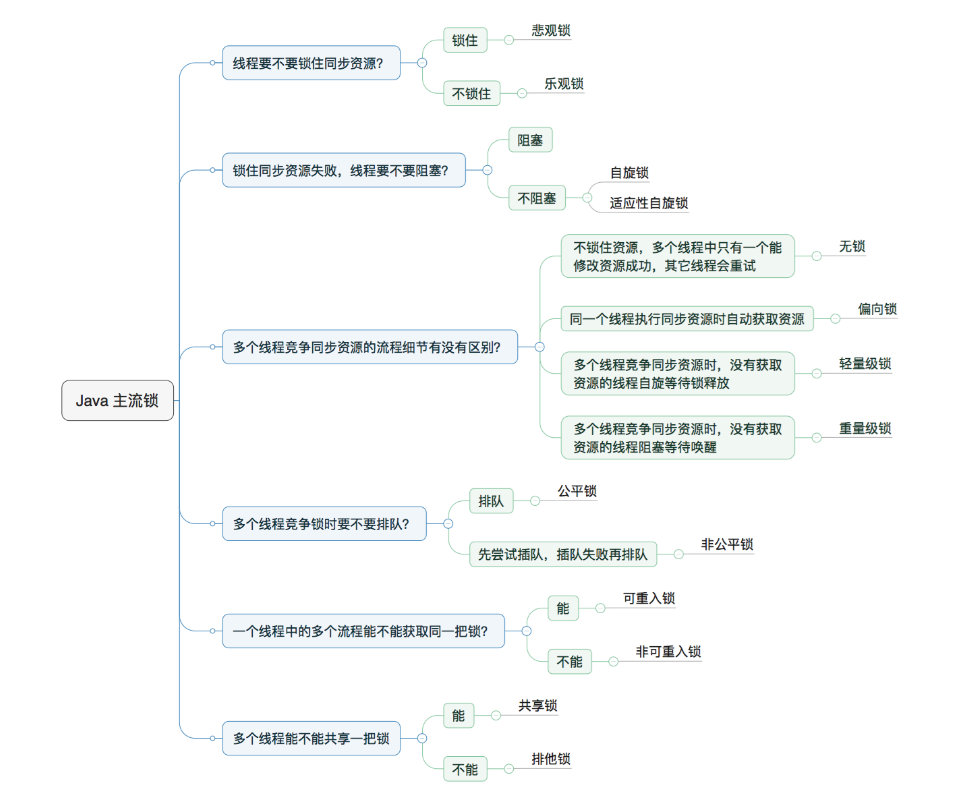 Java 主流锁
线程要不要锁住同步资源?
锁住
悲观锁
不锁住
乐观锁
锁住同步资源失败，线程要不要阻塞?
阻塞
不阻塞
自旋锁
适应性自旋锁
多个线程竞争同步资源的流程细节有没有区别?
不锁住资源，多个线程中只有一个能
修改资源成功，其它线程会重试
无锁
同一个线程执行同步资源时自动获取资源
偏向锁
多个线程竞争同步资源时，没有获取
资源的线程自旋等待锁释放
轻量级锁
多个线程竞争同步资源时，没有获取
资源的线程阻塞等待唤醒
重量级锁
多个线程竞争锁时要不要排队?
排队
公平锁
先尝试插队，插队失败再排队
非公平锁
一个线程中的多个流程能不能获取同一把锁?
能
可重入锁
不能
非可重入锁
多个线程能不能共享一把锁
能
共享锁
不能
排他锁